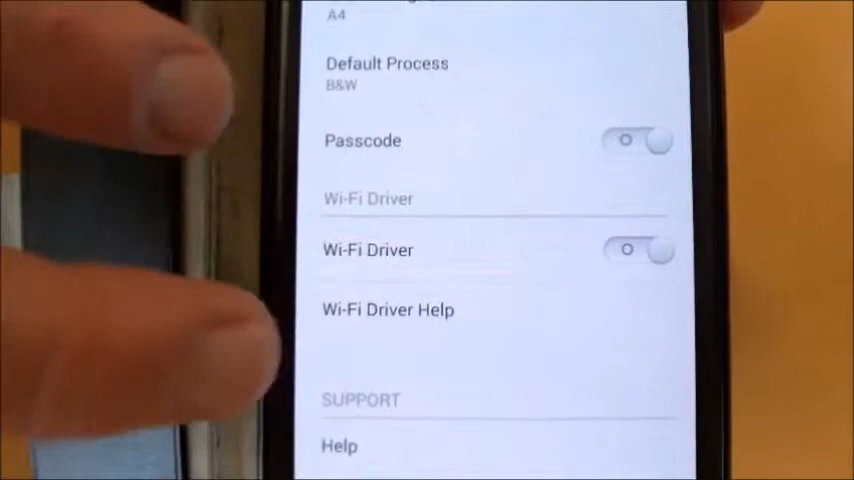 A4
Default Process
B&W
Passcode
Wi-Fi Driver
Wi-Fi Driver
Wi-Fi Driver Help
SUPPORT
Help